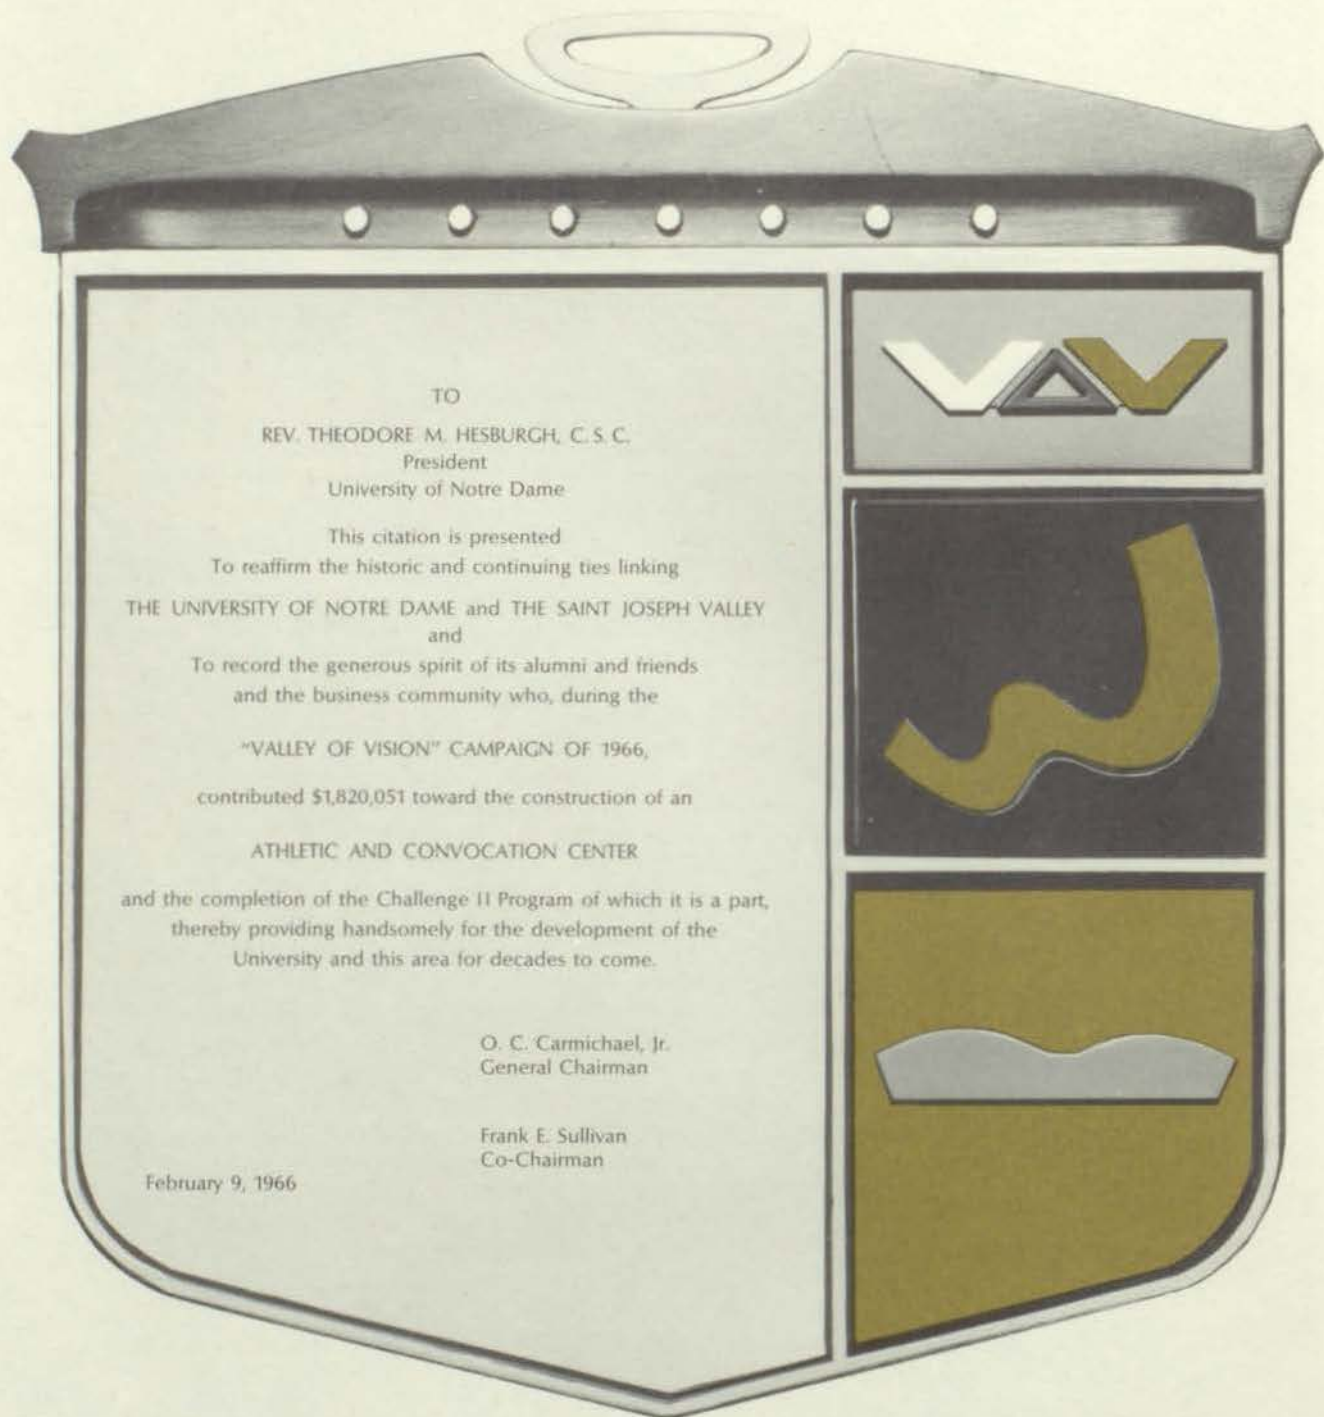 TO
REV. THEODORE M. HESBURGH, C. S. C.
President
University of Notre Dame
This citation is presented
To reaffirm the historic and continuing ties linking
THE UNIVERSITY OF NOTRE DAME and THE SAINT JOSEPH VALLEY
and
To record the generous spirit of its alumni and friends
and the business community who, during the
"VALLEY OF VISION" CAMPAIGN OF 1966,
contributed $1,820,051 toward the construction of an
ATHLETIC AND CONVOCATION CENTER
and the completion of the Challenge II Program of which it is a part,
thereby providing handsomely for the development of the
University and this area for decades to come.
O. C. Carmichael, Jr.
General Chairman
Frank E. Sullivan
Co-Chairman
February 9, 1966